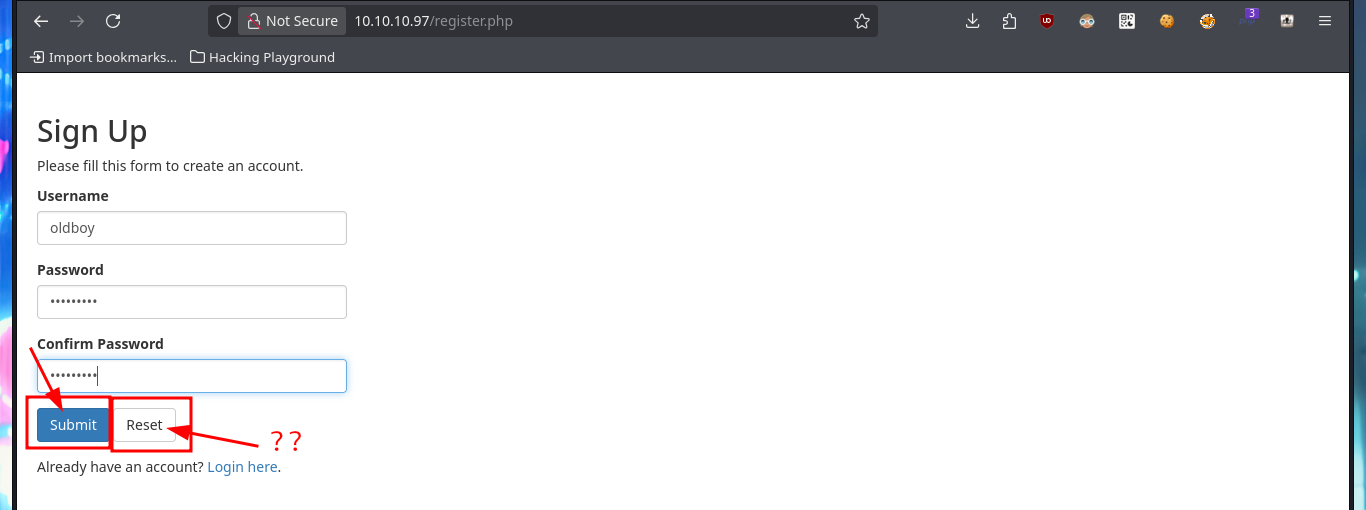 Not Secure 10.10.10.97/register.php
3
Import bookmarks... Hacking Playground
Sign Up
Please fill this form to create an account.
Username
oldboy
Password
•••••••••
Confirm Password
•••••••••
Submit Reset
??
Already have an account? Login here.